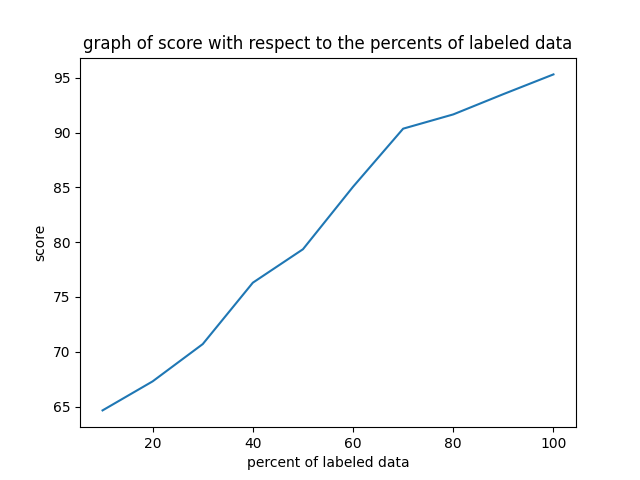 graph of score with respect to the percents of labeled data
95
90
85
80
75
70
65
score
20 40 60 80 100
percent of labeled data